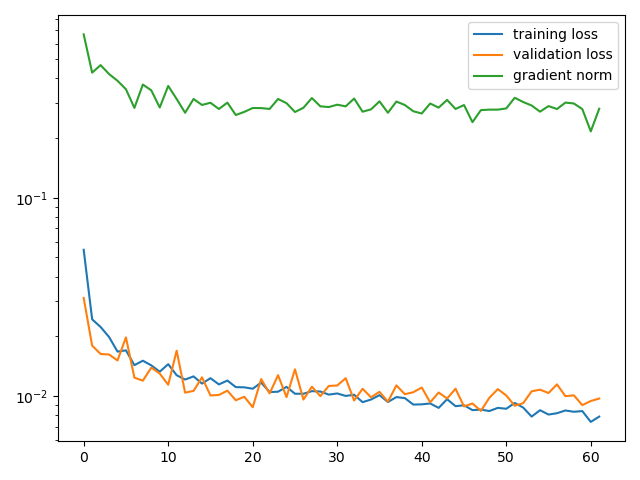 training loss
validation loss
gradient norm
10⁻¹
10⁻²
0 10 20 30 40 50 60